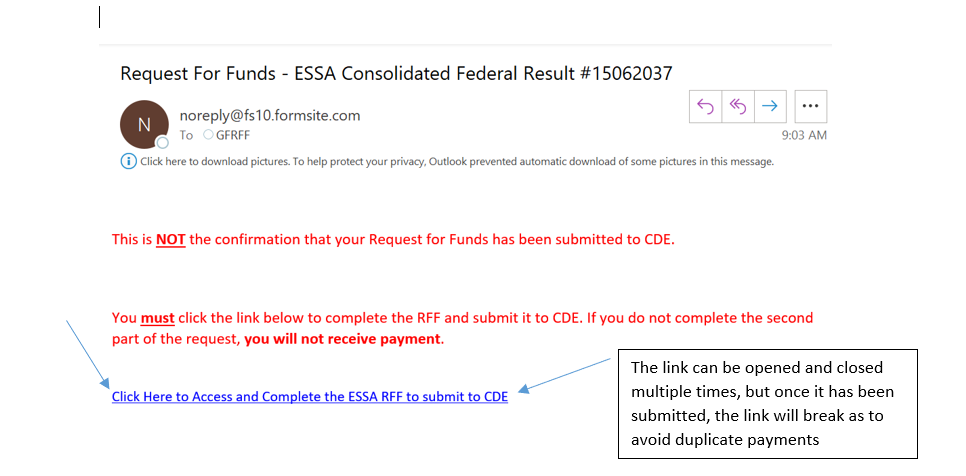 Request For Funds - ESSA Consolidated Federal Result #15062037
N
noreply@fs10.formsite.com
To GFRFF
9:03 AM
Click here to download pictures. To help protect your privacy, Outlook prevented automatic download of some pictures in this message.
This is NOT the confirmation that your Request for Funds has been submitted to CDE.
You must click the link below to complete the RFF and submit it to CDE. If you do not complete the second
part of the request, you will not receive payment.
Click Here to Access and Complete the ESSA RFF to submit to CDE
The link can be opened and closed
multiple times, but once it has been
submitted, the link will break as to
avoid duplicate payments